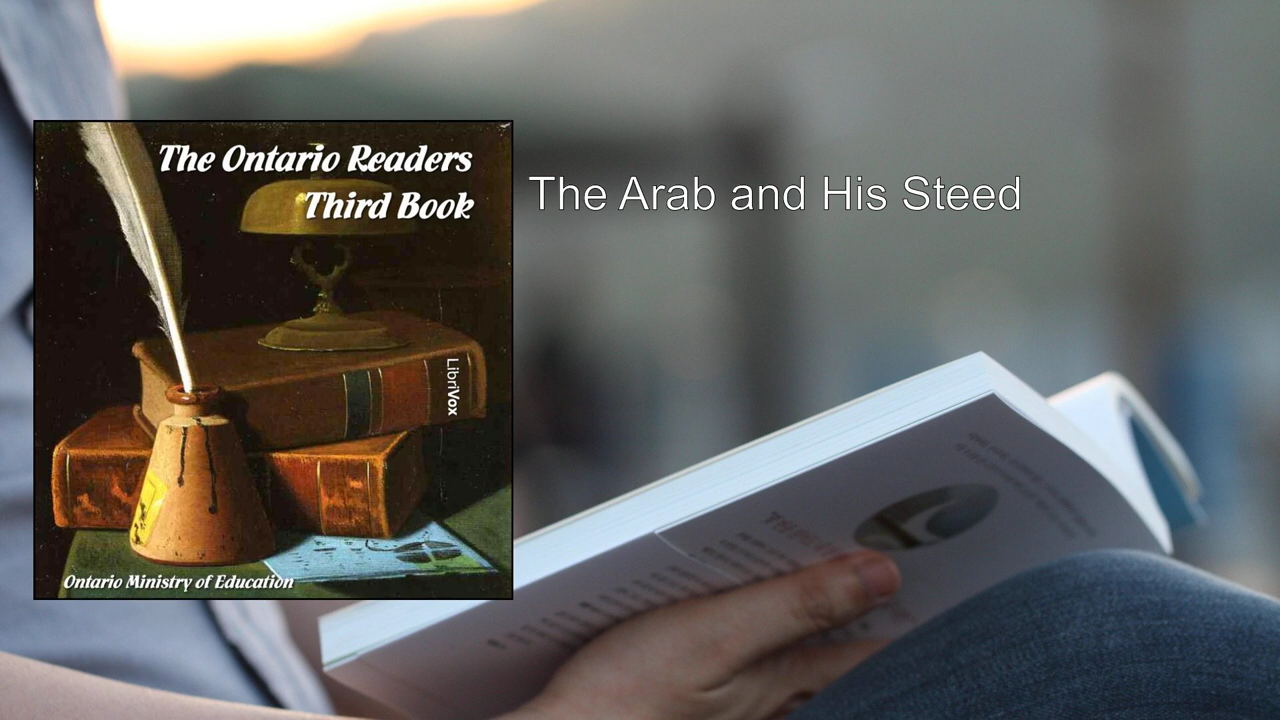 The Ontario Readers
Third Book
LibriVox
Ontario Ministry of Education
The Arab and His Steed